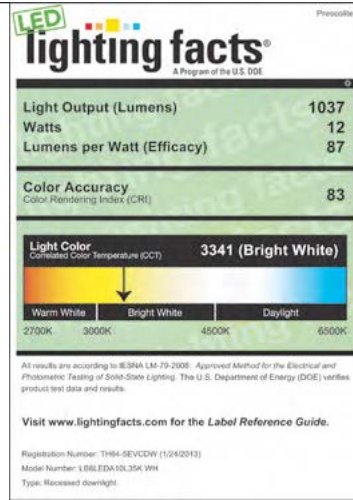 LED
Prescolite
lighting facts®
A Program of the U.S. DOE
Light Output (Lumens) 1037
Watts 12
Lumens per Watt (Efficacy) 87
Color Accuracy 83
Color Rendering Index (CRI)
Light Color 3341 (Bright White)
Correlated Color Temperature (CCT)
Warm White Bright White Daylight
2700K 3000K 4500K 6500K
All results are according to IESNA LM-79-2008: Approved Method for the Electrical and
Photometric Testing of Solid-State Lighting. The U.S. Department of Energy (DOE) verifies
product test data and results.
Visit www.lightingfacts.com for the Label Reference Guide.
Registration Number: TH64-5EVCDW (1/24/2013)
Model Number: LB6LEDA10L35K WH
Type: Recessed downlight